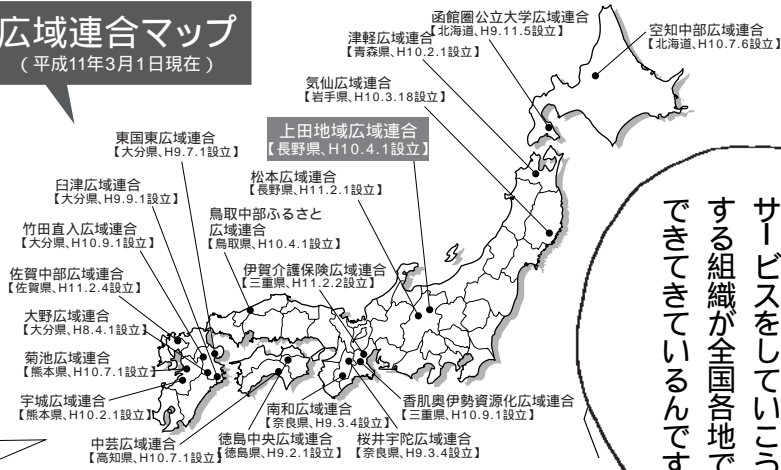 広域連合マップ
(平成11年3月1日現在)
函館圏公立大学広域連合
【北海道、H9.11.5設立】
空知中部広域連合
【北海道、H10.7.6設立】
津軽広域連合
【青森県、H10.2.1設立】
気仙広域連合
【岩手県、H10.3.18設立】
上田地域広域連合
【長野県、H10.4.1設立】
松本広域連合
【長野県、H11.2.1設立】
東国東広域連合
【大分県、H9.7.1設立】
臼津広域連合
【大分県、H9.9.1設立】
鳥取中部ふるさと
広域連合
【鳥取県、H10.4.1設立】
竹田直入広域連合
【大分県、H10.9.1設立】
伊賀介護保険広域連合
【三重県、H11.2.2設立】
佐賀中部広域連合
【佐賀県、H11.2.4設立】
大野広域連合
【大分県、H8.4.1設立】
菊池広域連合
【熊本県、H10.7.1設立】
宇城広域連合
【熊本県、H10.2.1設立】
香肌奥伊勢資源化広域連合
【三重県、H10.9.1設立】
南和広域連合
【奈良県、H9.3.4設立】
中芸広域連合
【高知県、H10.7.1設立】
徳島中央広域連合
【徳島県、H9.2.1設立】
桜井宇陀広域連合
【奈良県、H9.3.4設立】
サービスをしていこう
する組織が全国各地で
できてきているんです